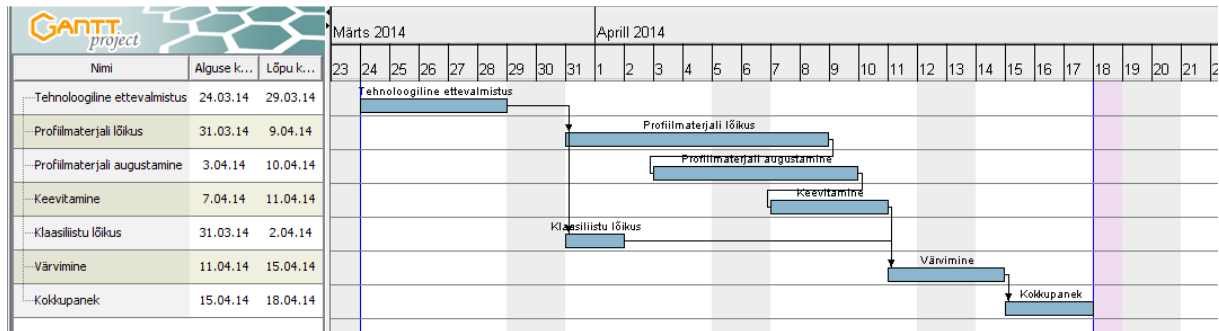 GANTT
project
Märts 2014 Aprill 2014
Nimi Alguse k... Lõpu k... 23 24 25 26 27 28 29 30 31 1 2 3 4 5 6 7 8 9 10 11 12 13 14 15 16 17 18 19 20 21
Tehnoloogiline ettevalmistus 24.03.14 29.03.14 Tehnoloogiline ettevalmistus
Profiilmaterjali lõikus 31.03.14 9.04.14 Profiilmaterjali lõikus
Profiilmaterjali augustamine 3.04.14 10.04.14 Profiilmaterjali augustamine
Keevitamine 7.04.14 11.04.14 Keevitamine
Klaasiliistu lõikus 31.03.14 2.04.14 Klaasiliistu lõikus
Värvimine 11.04.14 15.04.14 Värvimine
Kokkupanek 15.04.14 18.04.14 Kokkupanek